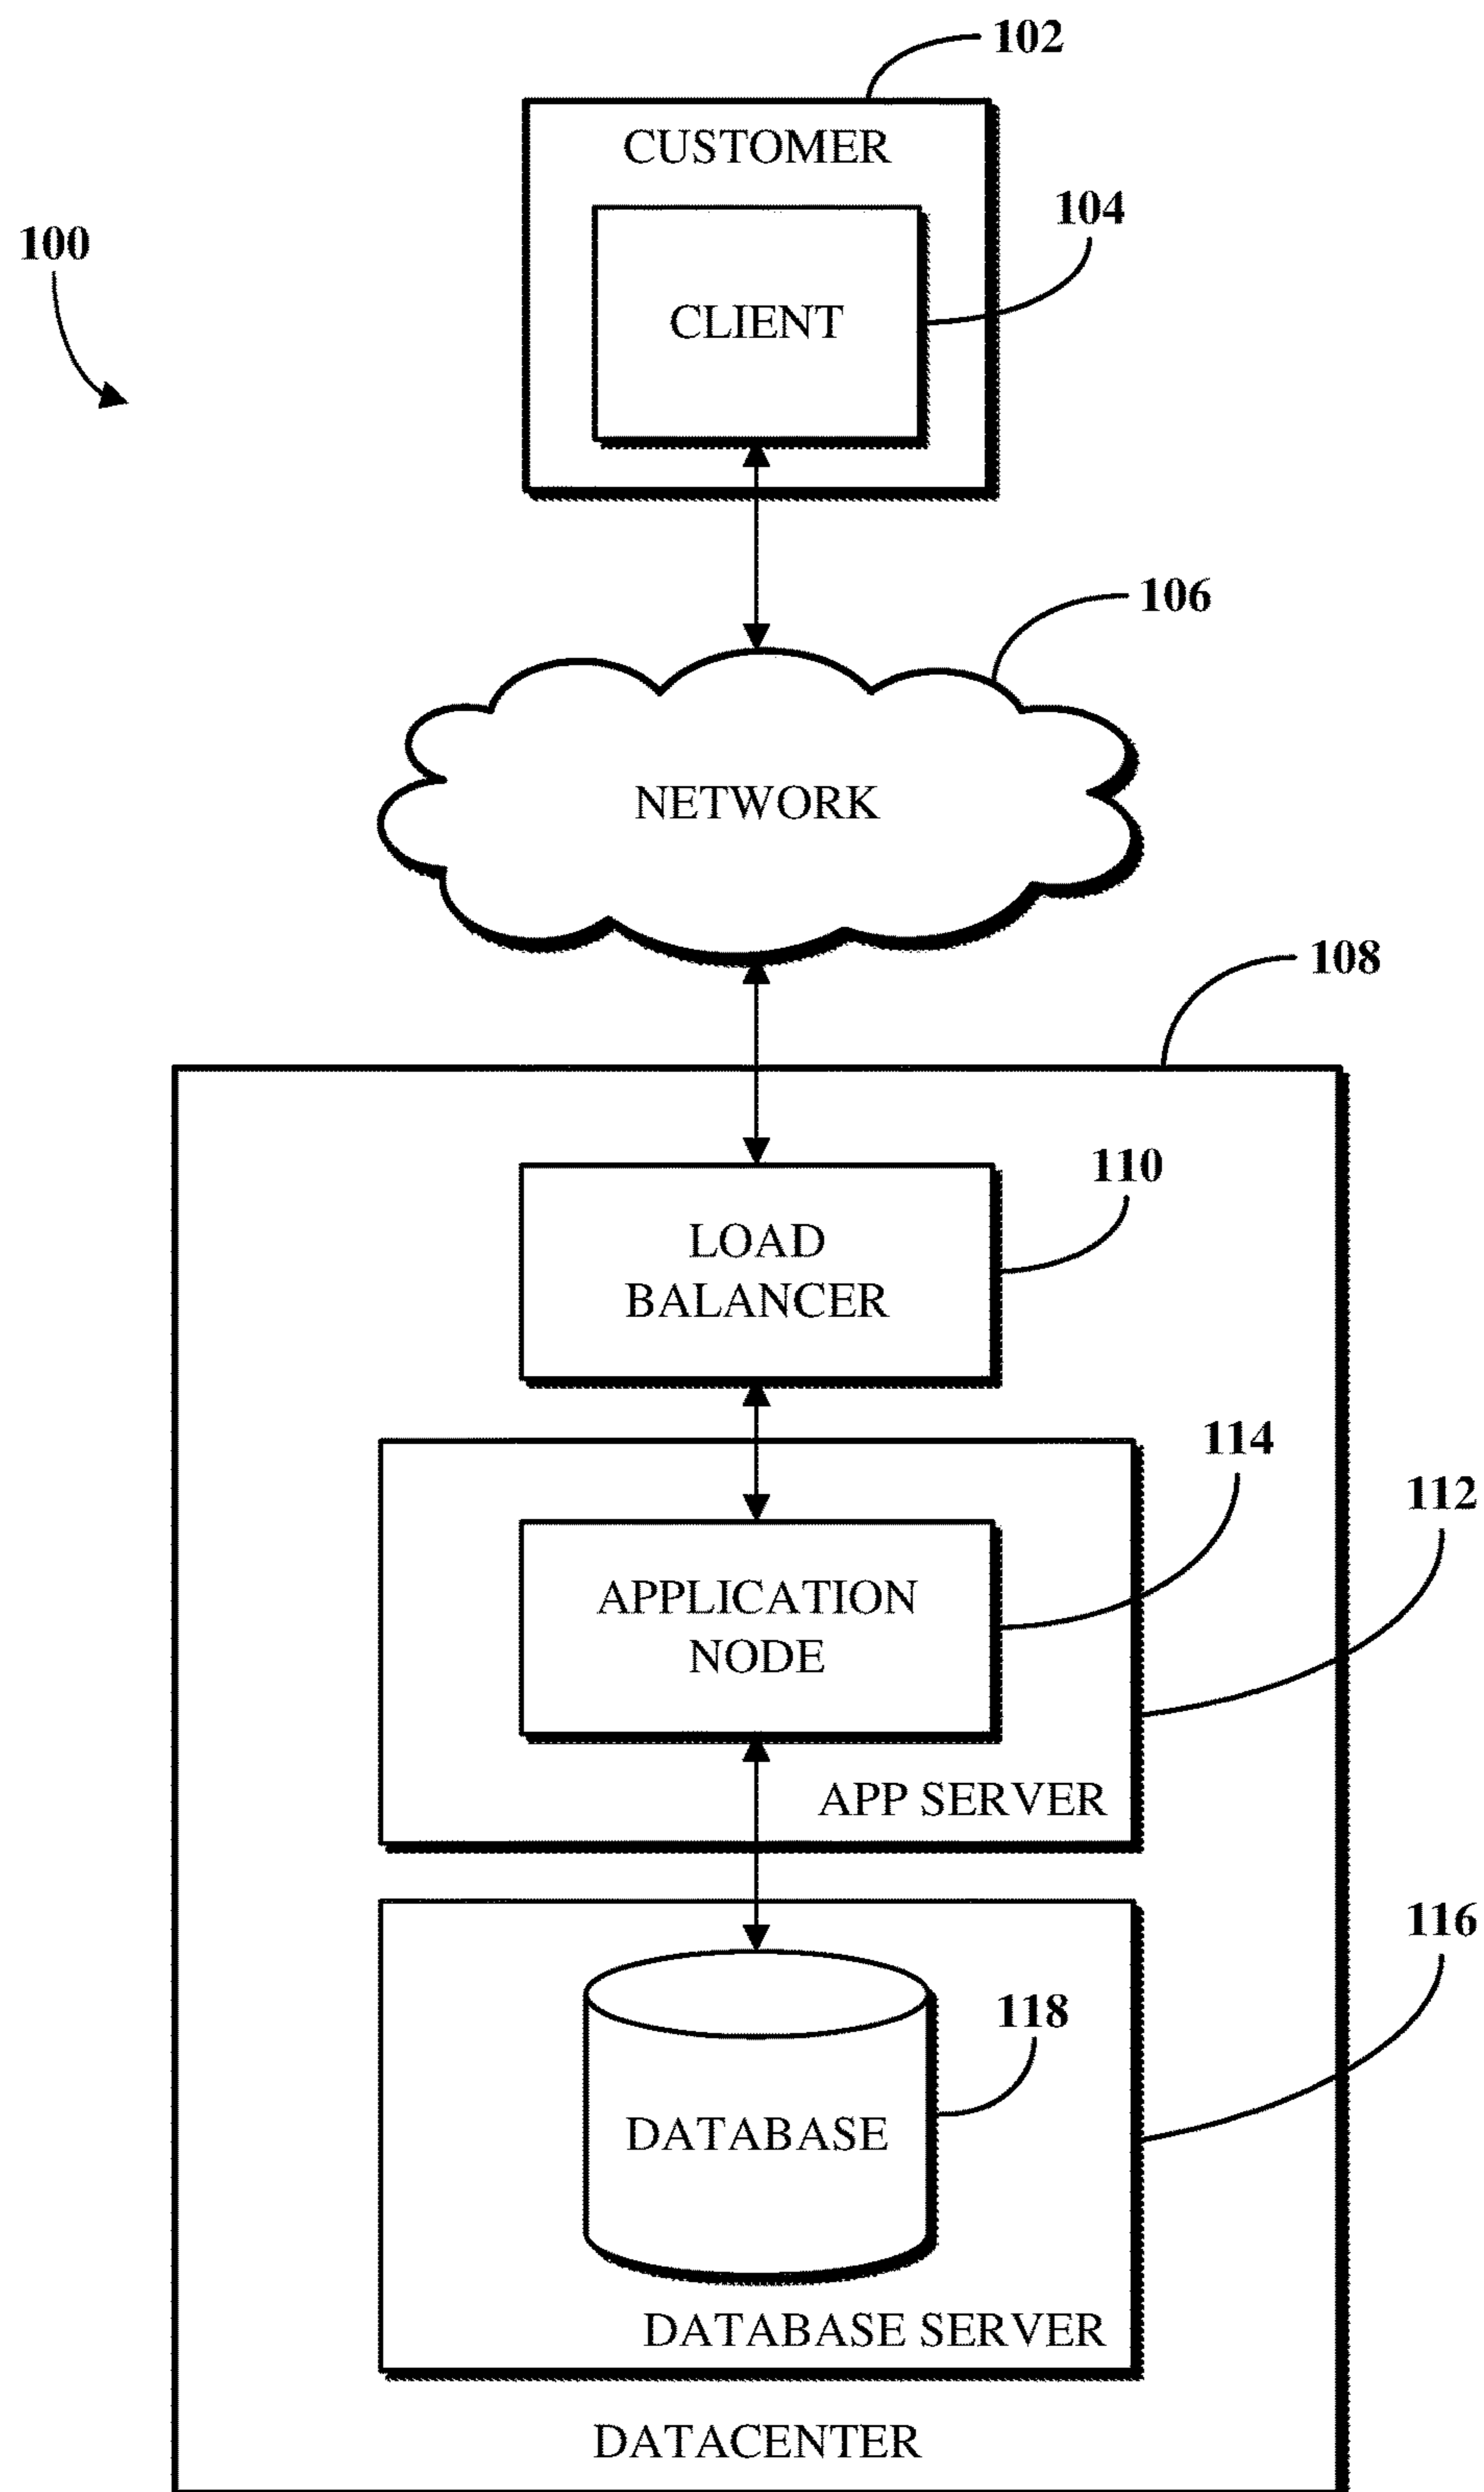 102
CUSTOMER
104
100
CLIENT
106
NETWORK
108
110
LOAD
BALANCER
114
112
APPLICATION
NODE
APP SERVER
116
118
DATABASE
DATABASE SERVER
DATACENTER